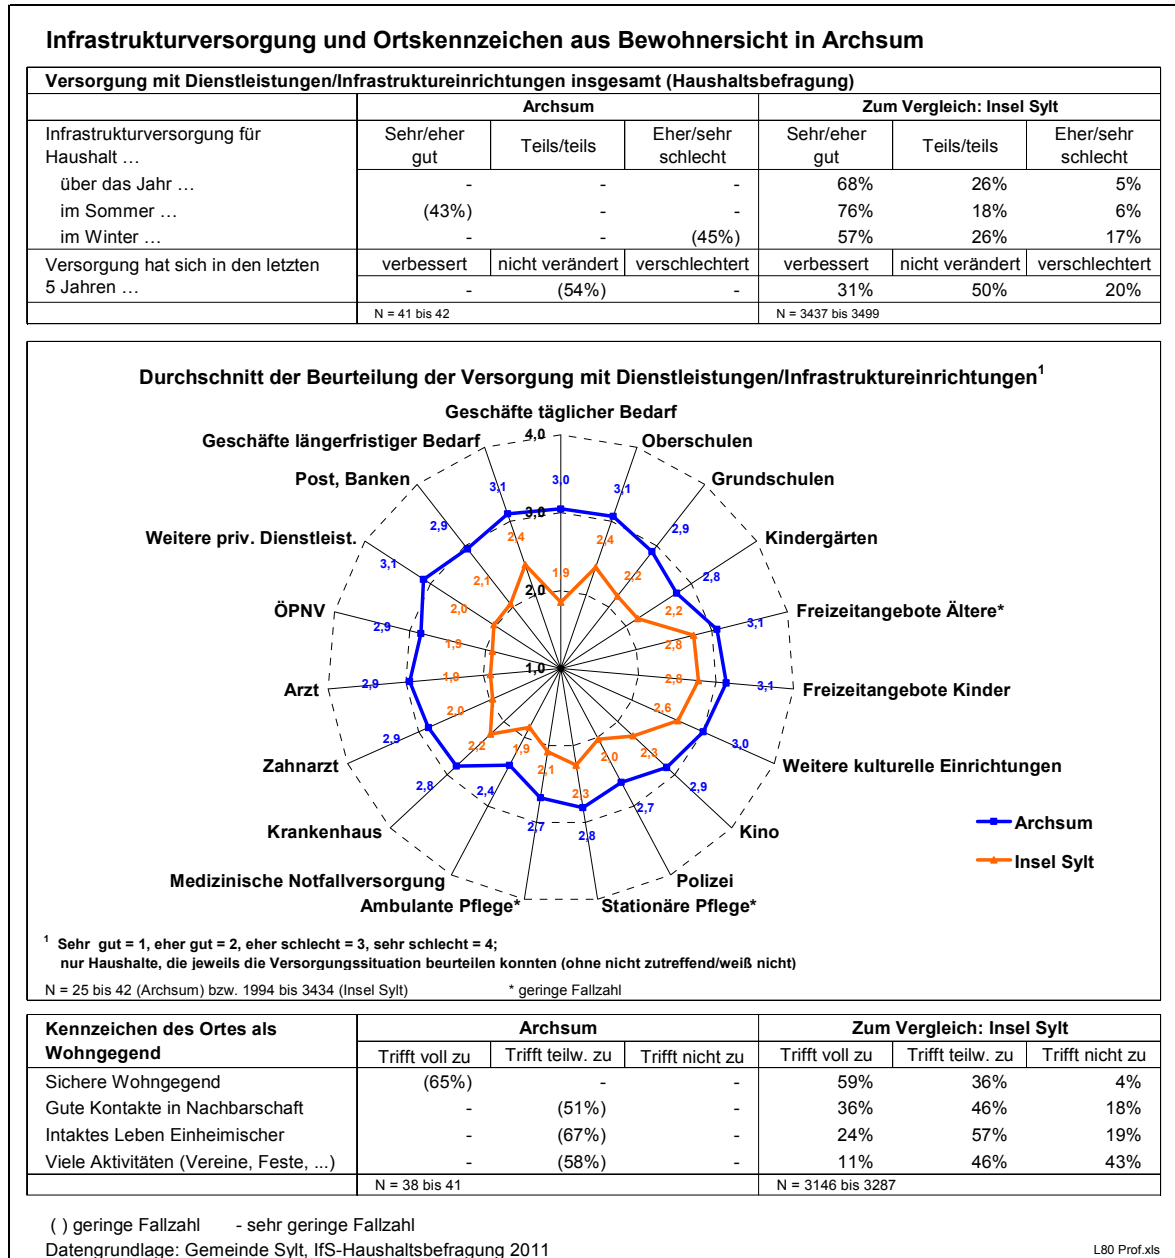 Infrastrukturversorgung und Ortskennzeichen aus Bewohnersicht in Archsum
Versorgung mit Dienstleistungen/Infrastruktureinrichtungen insgesamt (Haushaltsbefragung)
Archsum Zum Vergleich: Insel Sylt
Infrastrukturversorgung für Haushalt … Sehr/eher gut Teils/teils Eher/sehr schlecht Sehr/eher gut Teils/teils Eher/sehr schlecht
über das Jahr … - - - 68% 26% 5%
im Sommer … (43%) - - 76% 18% 6%
im Winter … - - (45%) 57% 26% 17%
Versorgung hat sich in den letzten verbessert nicht verändert verschlechtert verbessert nicht verändert verschlechtert
5 Jahren … - (54%) - 31% 50% 20%
N = 41 bis 42 N = 3437 bis 3499
Durchschnitt der Beurteilung der Versorgung mit Dienstleistungen/Infrastruktureinrichtungen¹
Geschäfte täglicher Bedarf
Oberschulen
Grundschulen
Kindergärten
Freizeitangebote Ältere*
Freizeitangebote Kinder
Weitere kulturelle Einrichtungen
Kino
Polizei
Stationäre Pflege*
Ambulante Pflege*
Medizinische Notfallversorgung
Krankenhaus
Zahnarzt
Arzt
ÖPNV
Weitere priv. Dienstleist.
Post, Banken
Geschäfte längerfristiger Bedarf
4,0
3,0
2,0
1,0
3,0
3,1
2,9
2,8
3,1
3,1
3,0
2,9
2,7
2,8
2,7
2,4
2,8
2,9
2,9
2,9
3,1
2,9
3,1
1,9
2,4
2,2
2,2
2,8
2,8
2,6
2,3
2,0
2,3
2,1
1,9
2,2
2,0
1,9
1,9
2,0
2,1
2,4
Archsum
Insel Sylt
¹ Sehr gut = 1, eher gut = 2, eher schlecht = 3, sehr schlecht = 4;
nur Haushalte, die jeweils die Versorgungssituation beurteilen konnten (ohne nicht zutreffend/weiß nicht)
N = 25 bis 42 (Archsum) bzw. 1994 bis 3434 (Insel Sylt) * geringe Fallzahl
Kennzeichen des Ortes als Wohngegend Archsum Zum Vergleich: Insel Sylt
Trifft voll zu Trifft teilw. zu Trifft nicht zu Trifft voll zu Trifft teilw. zu Trifft nicht zu
Sichere Wohngegend (65%) - - 59% 36% 4%
Gute Kontakte in Nachbarschaft - (51%) - 36% 46% 18%
Intaktes Leben Einheimischer - (67%) - 24% 57% 19%
Viele Aktivitäten (Vereine, Feste, ...) - (58%) - 11% 46% 43%
N = 38 bis 41 N = 3146 bis 3287
( ) geringe Fallzahl - sehr geringe Fallzahl
Datengrundlage: Gemeinde Sylt, IfS-Haushaltsbefragung 2011
L80 Prof.xls